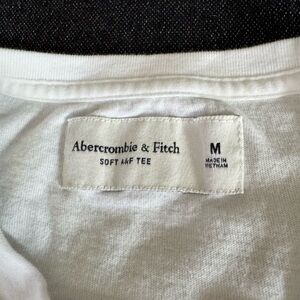 Abercrombie & Fitch M
SOFT A&F TEE MADE IN
VIETNAM